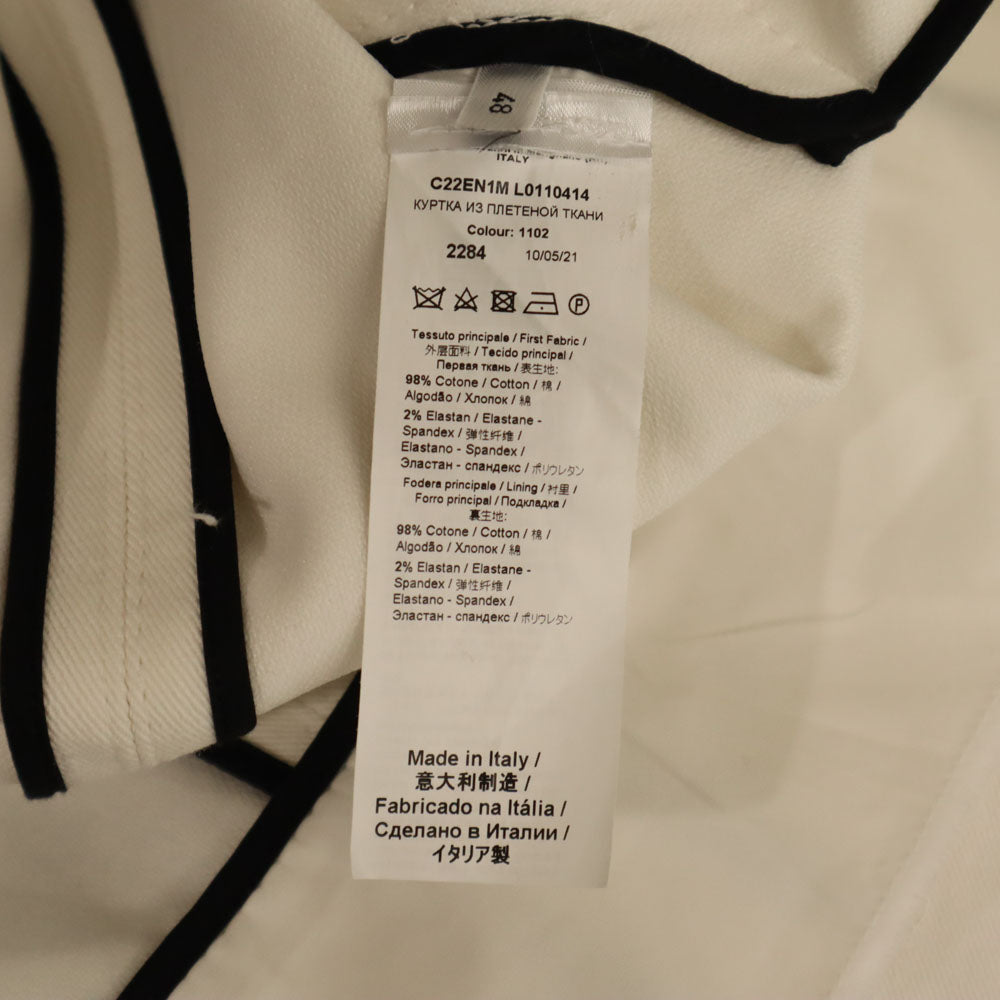 48
ITALY
C22EN1M L0110414
КУРТКА ИЗ ПЛЕТЕНОЙ ТКАНИ
Colour: 1102
2284 10/05/21
P
Tessuto principale / First Fabric /
外层面料 / Tecido principal /
Первая ткань / 表生地:
98% Cotone / Cotton / 棉 /
Algodão / Хлопок / 綿
2% Elastan / Elastane -
Spandex / 弹性纤维 /
Elastano - Spandex /
Эластан - спандекс / ポリウレタン
Fodera principale / Lining / 衬里 /
Forro principal / Подкладка /
裏生地:
98% Cotone / Cotton / 棉 /
Algodão / Хлопок / 綿
2% Elastan / Elastane -
Spandex / 弹性纤维 /
Elastano - Spandex /
Эластан - спандекс / ポリウレタン
Made in Italy /
意大利制造 /
Fabricado na Itália /
Сделано в Италии /
イタリア製